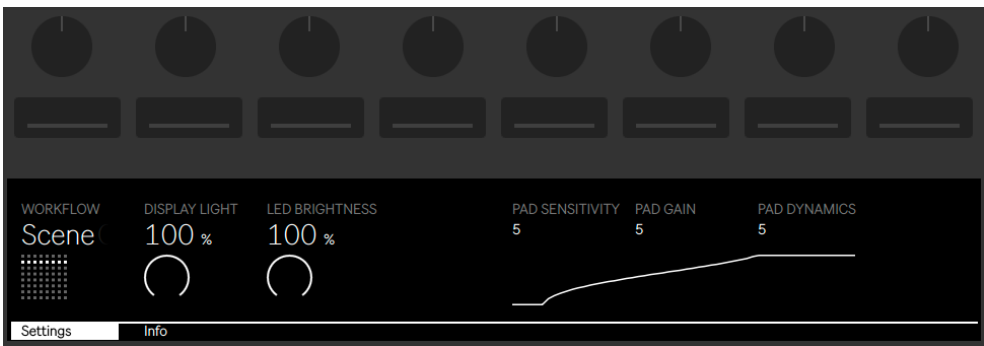 WORKFLOW DISPLAY LIGHT LED BRIGHTNESS PAD SENSITIVITY PAD GAIN PAD DYNAMICS
Scene 100 % 100 % 5 5 5
Settings Info